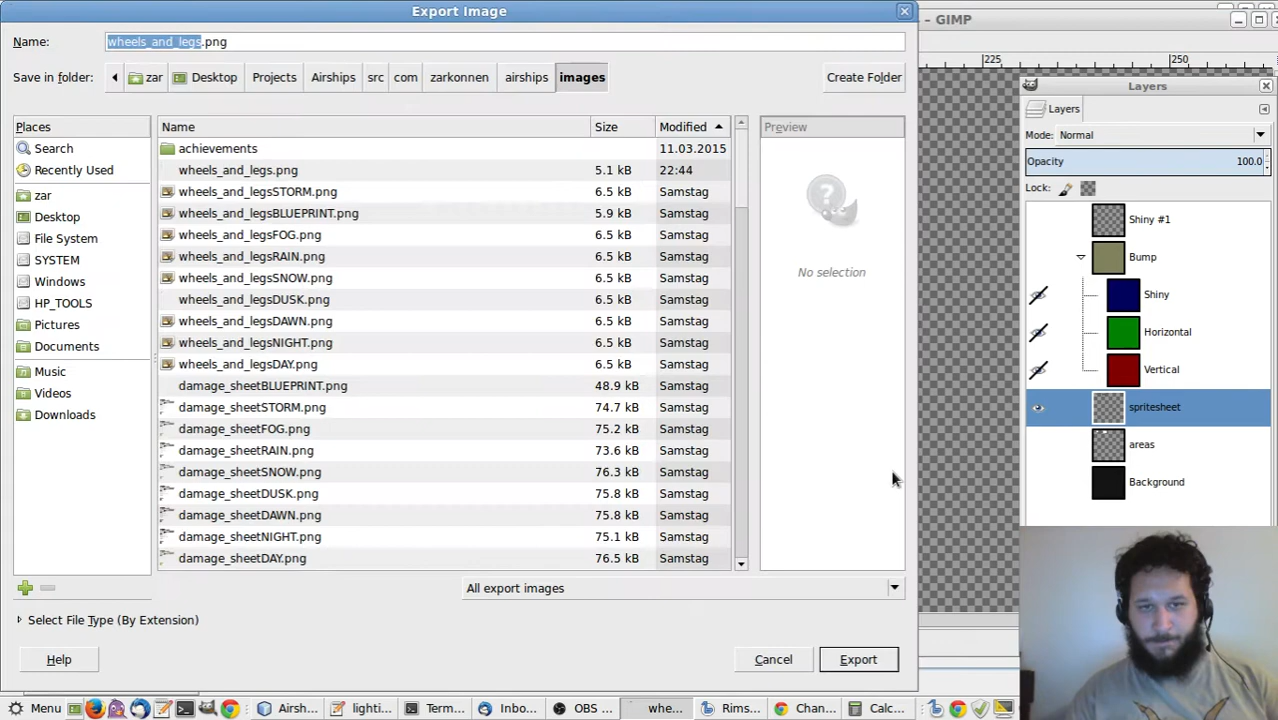 Export Image
- GIMP
Name: wheels_and_legs.png
Save in folder: zar Desktop Projects Airships src com zarkonnen airships images Create Folder
225 250
Layers
Places
Search
Recently Used
zar
Desktop
File System
SYSTEM
Windows
HP_TOOLS
Pictures
Documents
Music
Videos
Downloads
Name Size Modified
achievements 11.03.2015
wheels_and_legs.png 5.1 kB 22:44
wheels_and_legsSTORM.png 6.5 kB Samstag
wheels_and_legsBLUEPRINT.png 5.9 kB Samstag
wheels_and_legsFOG.png 6.5 kB Samstag
wheels_and_legsRAIN.png 6.5 kB Samstag
wheels_and_legsSNOW.png 6.5 kB Samstag
wheels_and_legsDUSK.png 6.5 kB Samstag
wheels_and_legsDAWN.png 6.5 kB Samstag
wheels_and_legsNIGHT.png 6.5 kB Samstag
wheels_and_legsDAY.png 6.5 kB Samstag
damage_sheetBLUEPRINT.png 48.9 kB Samstag
damage_sheetSTORM.png 74.7 kB Samstag
damage_sheetFOG.png 75.2 kB Samstag
damage_sheetRAIN.png 73.6 kB Samstag
damage_sheetSNOW.png 76.3 kB Samstag
damage_sheetDUSK.png 75.8 kB Samstag
damage_sheetDAWN.png 75.8 kB Samstag
damage_sheetNIGHT.png 75.1 kB Samstag
damage_sheetDAY.png 76.5 kB Samstag
Preview
No selection
All export images
Select File Type (By Extension)
Help Cancel Export
Layers
Mode: Normal
Opacity 100.0
Lock:
Shiny #1
Bump
Shiny
Horizontal
Vertical
spritesheet
areas
Background
Menu Airsh... lighti... Term... Inbo... OBS ... whe... Rims... Chan... Calc...